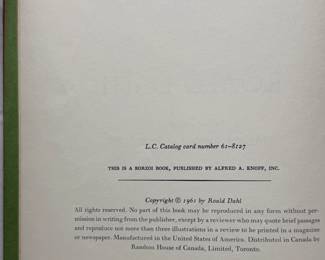 L.C. Catalog card number 61-8127
THIS IS A BORZOI BOOK, PUBLISHED BY ALFRED A. KNOPF, INC.
Copyright © 1961 by Roald Dahl
All rights reserved. No part of this book may be reproduced in any form without per-
mission in writing from the publisher, except by a reviewer who may quote brief passages
and reproduce not more than three illustrations in a review to be printed in a magazine
or newspaper. Manufactured in the United States of America. Distributed in Canada by
Random House of Canada, Limited, Toronto.